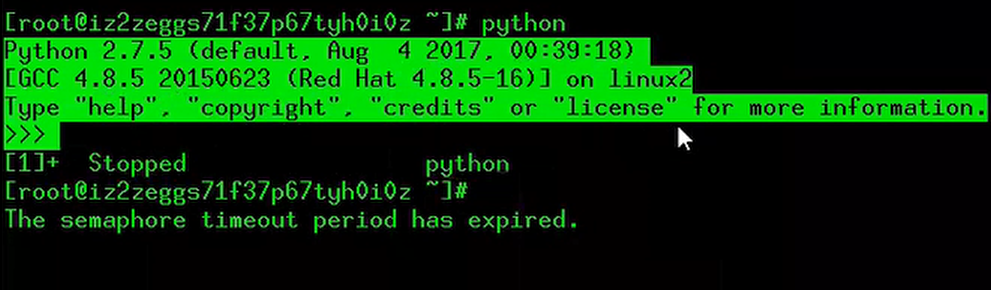 [root@iz2zeggs71f37p67tyh0i0z ~]# python
Python 2.7.5 (default, Aug  4 2017, 00:39:18)
[GCC 4.8.5 20150623 (Red Hat 4.8.5-16)] on linux2
Type "help", "copyright", "credits" or "license" for more information.
>>>
[1]+  Stopped                 python
[root@iz2zeggs71f37p67tyh0i0z ~]#
The semaphore timeout period has expired.